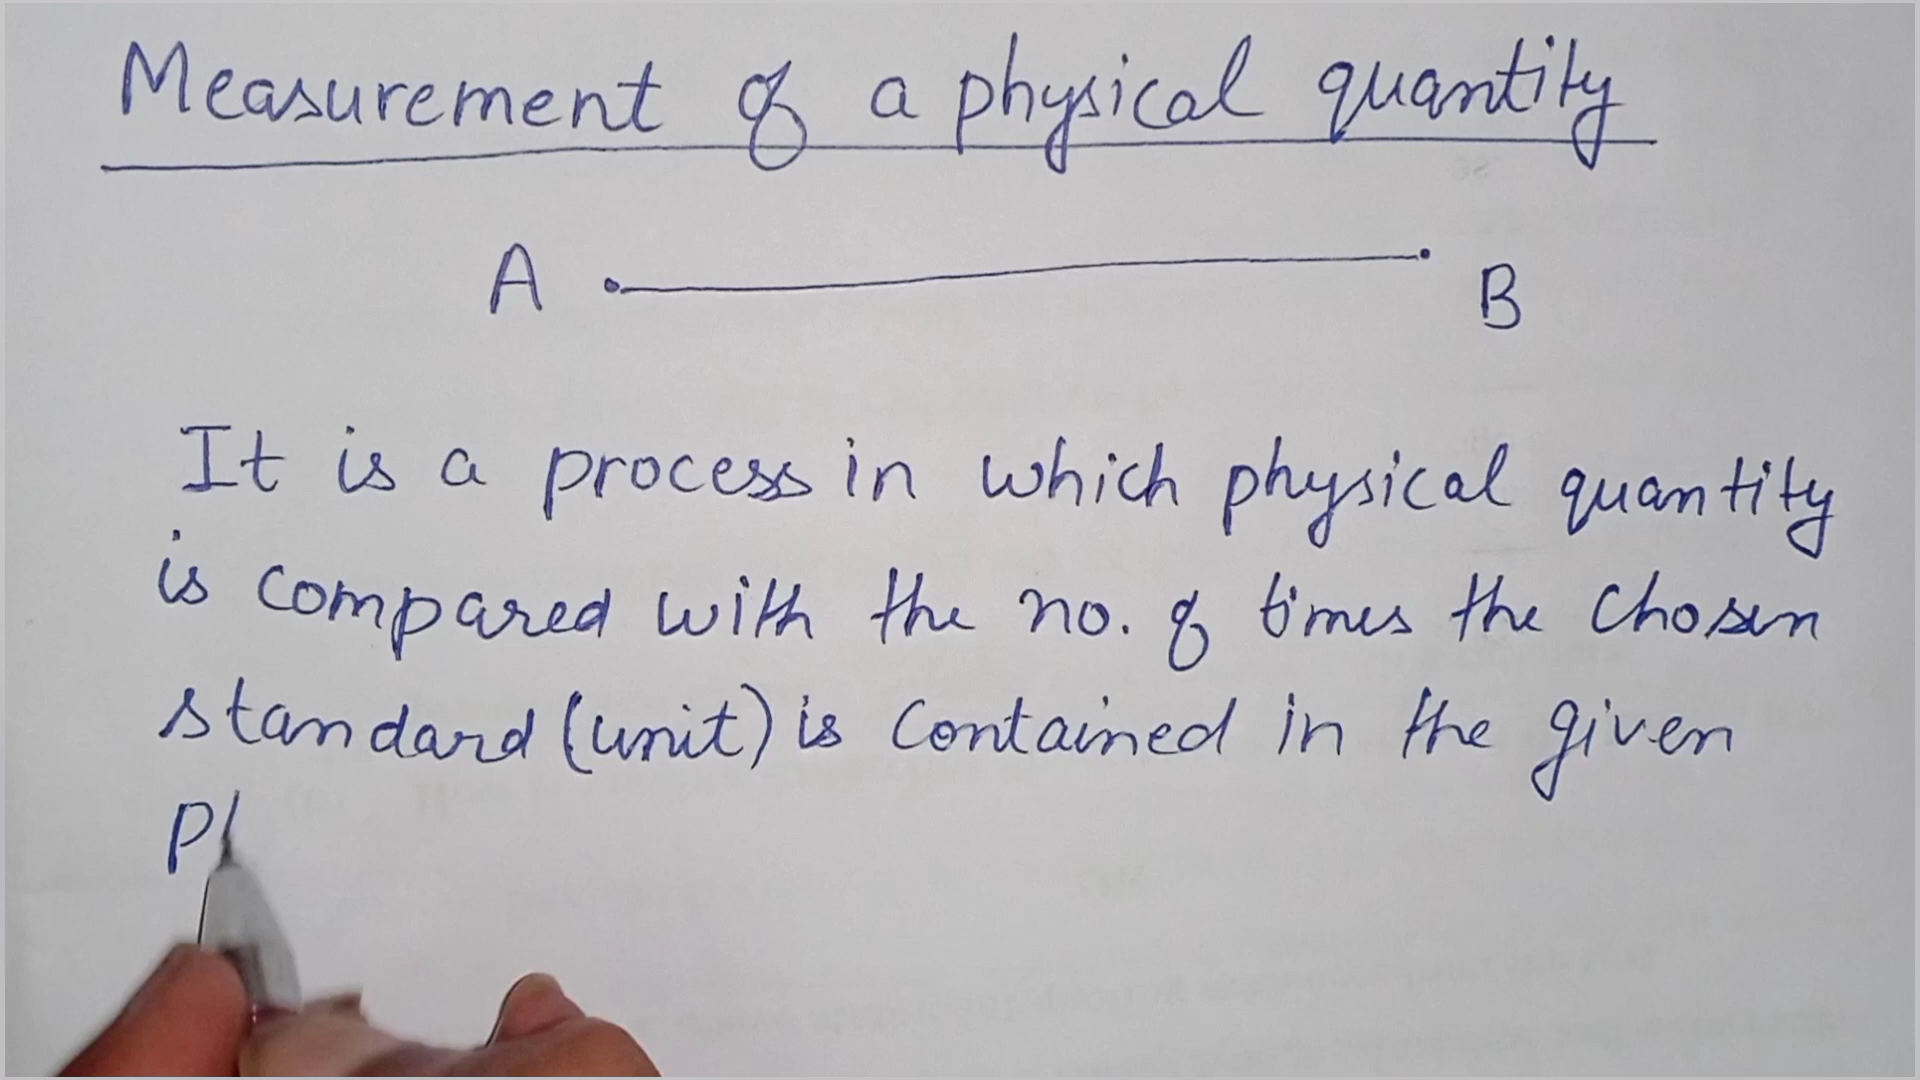 Measurement of a physical quantity
A B
It is a process in which physical quantity
is compared with the no. of times the chosen
standard (unit) is contained in the given
ph